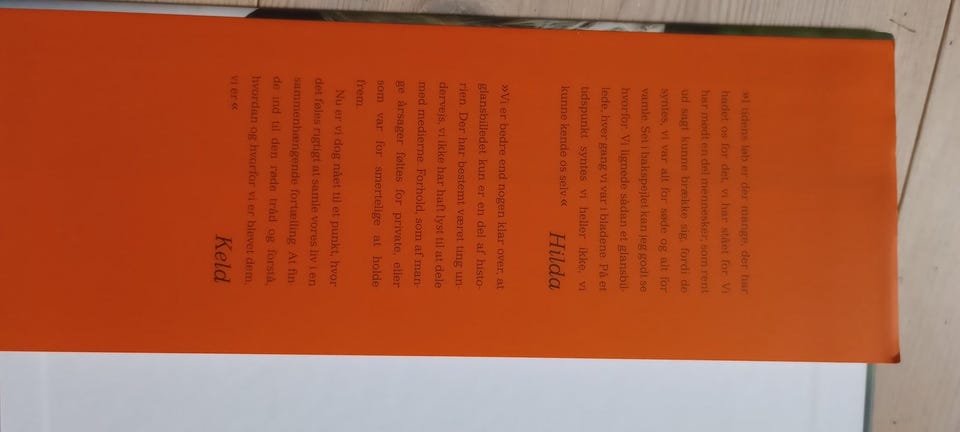 »I tidens løb er der mange, der har
hadet os for det, vi har stået for. Vi
har mødt en del mennesker, som rent
ud sagt kunne brække sig, fordi de
syntes, vi var alt for søde og alt for
vamle. Set i bakspejlet kan jeg godt se
hvorfor. Vi lignede sådan et glansbil-
lede, hver gang vi var i bladene. På et
tidspunkt syntes vi heller ikke, vi
kunne kende os selv«
Hilda
»Vi er bedre end nogen klar over, at
glansbilledet kun er en del af histo-
rien. Der har bestemt været ting un-
dervejs, vi ikke har haft lyst til at dele
med medierne. Forhold, som af man-
ge årsager føltes for private, eller
som var for smertelige at holde
frem.
Nu er vi dog nået til et punkt, hvor
det føles rigtigt at samle vores liv i en
sammenhængende fortælling. At fin-
de ind til den røde tråd og forstå,
hvordan og hvorfor vi er blevet dem,
vi er«
Keld